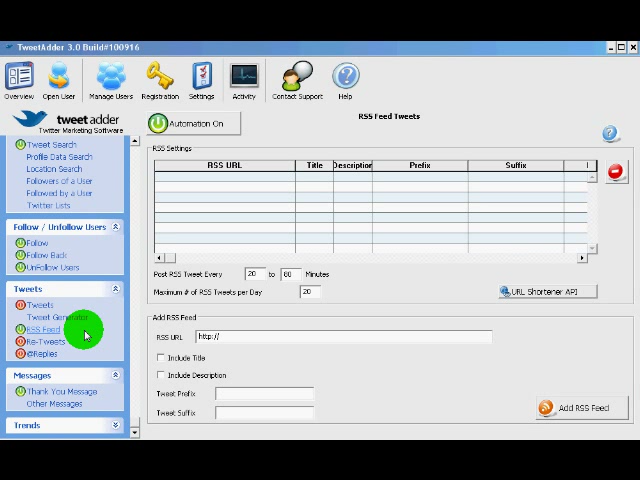 TweetAdder 3.0 Build#100916
Overview
Open User
Manage Users
Registration
Settings
Activity
Contact Support
Help
tweetadder
Twitter Marketing Software
Automation On
RSS Feed Tweets
Tweet Search
Profile Data Search
Location Search
Followers of a User
Followed by a User
Twitter Lists
Follow / Unfollow Users
Follow
Follow Back
UnFollow Users
Tweets
Tweets
Tweet Generator
RSS Feed
Re-Tweets
@Replies
Messages
Thank You Message
Other Messages
Trends
RSS Settings
RSS URL
Title
Description
Prefix
Suffix
Post RSS Tweet Every 20 to 80 Minutes
Maximum # of RSS Tweets per Day 20
URL Shortener API
Add RSS Feed
RSS URL http://
Include Title
Include Description
Tweet Prefix
Tweet Suffix
Add RSS Feed